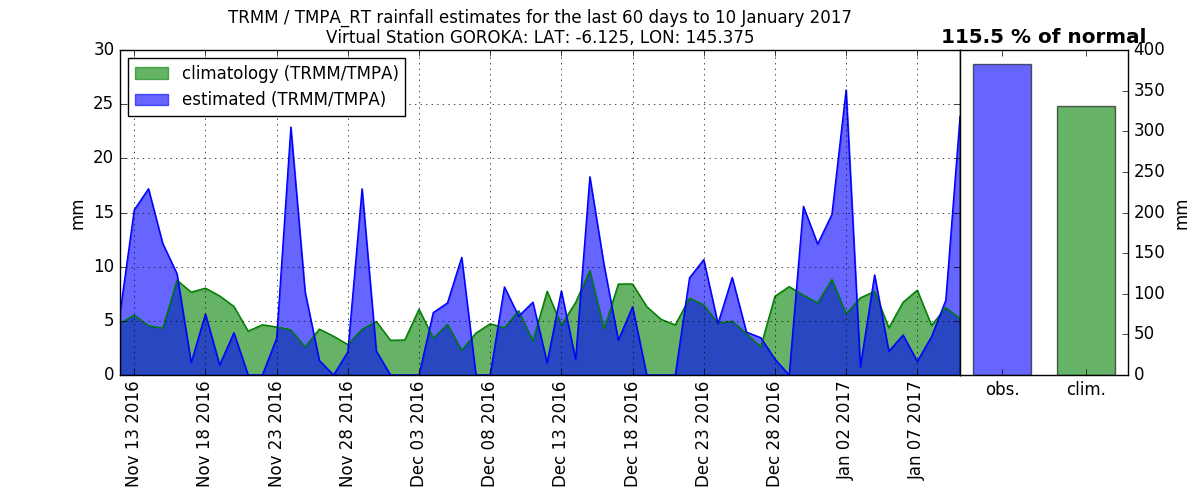 TRMM / TMPA_RT rainfall estimates for the last 60 days to 10 January 2017
Virtual Station GOROKA: LAT: -6.125, LON: 145.375
115.5 % of normal
climatology (TRMM/TMPA)
estimated (TRMM/TMPA)
30
25
20
15
10
5
0
mm
400
350
300
250
200
150
100
50
0
mm
Nov 13 2016
Nov 18 2016
Nov 23 2016
Nov 28 2016
Dec 03 2016
Dec 08 2016
Dec 13 2016
Dec 18 2016
Dec 23 2016
Dec 28 2016
Jan 02 2017
Jan 07 2017
obs.
clim.